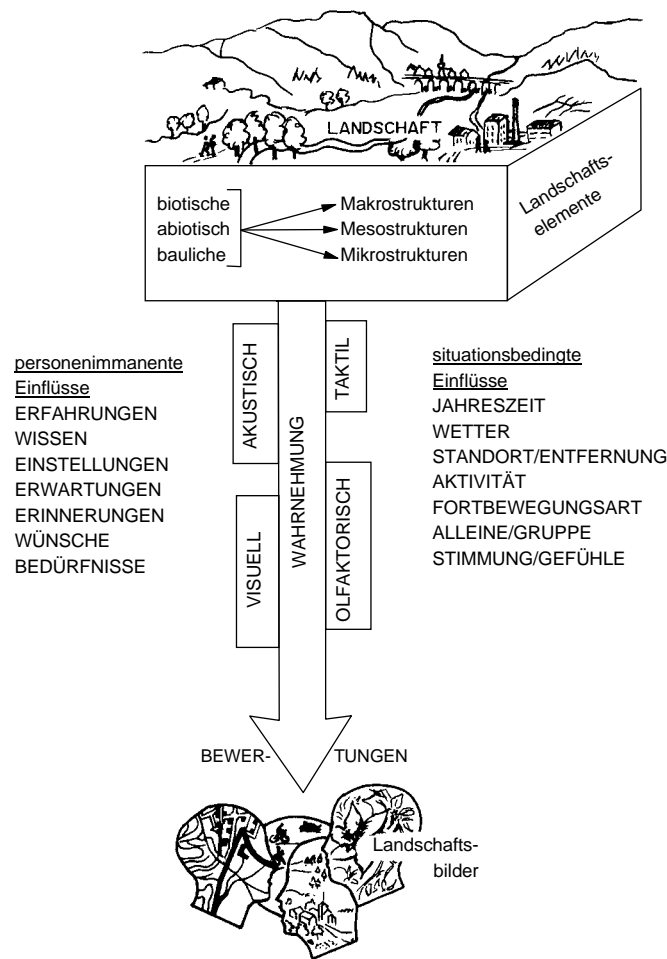 LANDSCHAFT
biotische
abiotisch
bauliche
Makrostrukturen
Mesostrukturen
Mikrostrukturen
Landschafts-
elemente
personenimmanente
Einflüsse
ERFAHRUNGEN
WISSEN
EINSTELLUNGEN
ERWARTUNGEN
ERINNERUNGEN
WÜNSCHE
BEDÜRFNISSE
AKUSTISCH
VISUELL
WAHRNEHMUNG
TAKTIL
OLFAKTORISCH
situationsbedingte
Einflüsse
JAHRESZEIT
WETTER
STANDORT/ENTFERNUNG
AKTIVITÄT
FORTBEWEGUNGSART
ALLEINE/GRUPPE
STIMMUNG/GEFÜHLE
BEWER- TUNGEN
Landschafts-
bilder